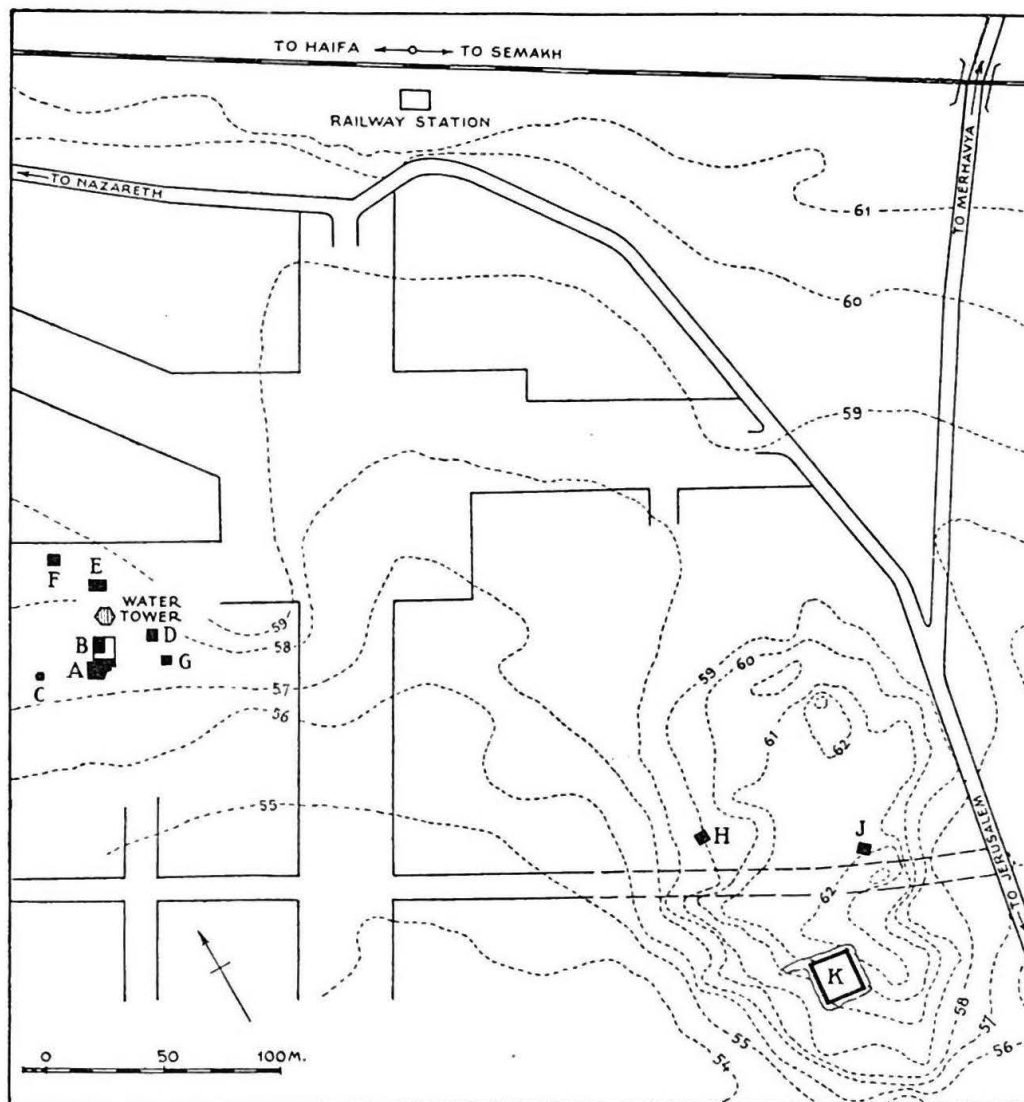 TO HAIFA
TO SEMAKH
RAILWAY STATION
TO NAZARETH
TO MERHAVYA
61
60
59
F
E
WATER
TOWER
B
D
A
G
C
59
58
57
56
55
59
60
61
62
H
J
62
K
TO JERUSALEM
58
57
56
55
54
0 50 100 M.